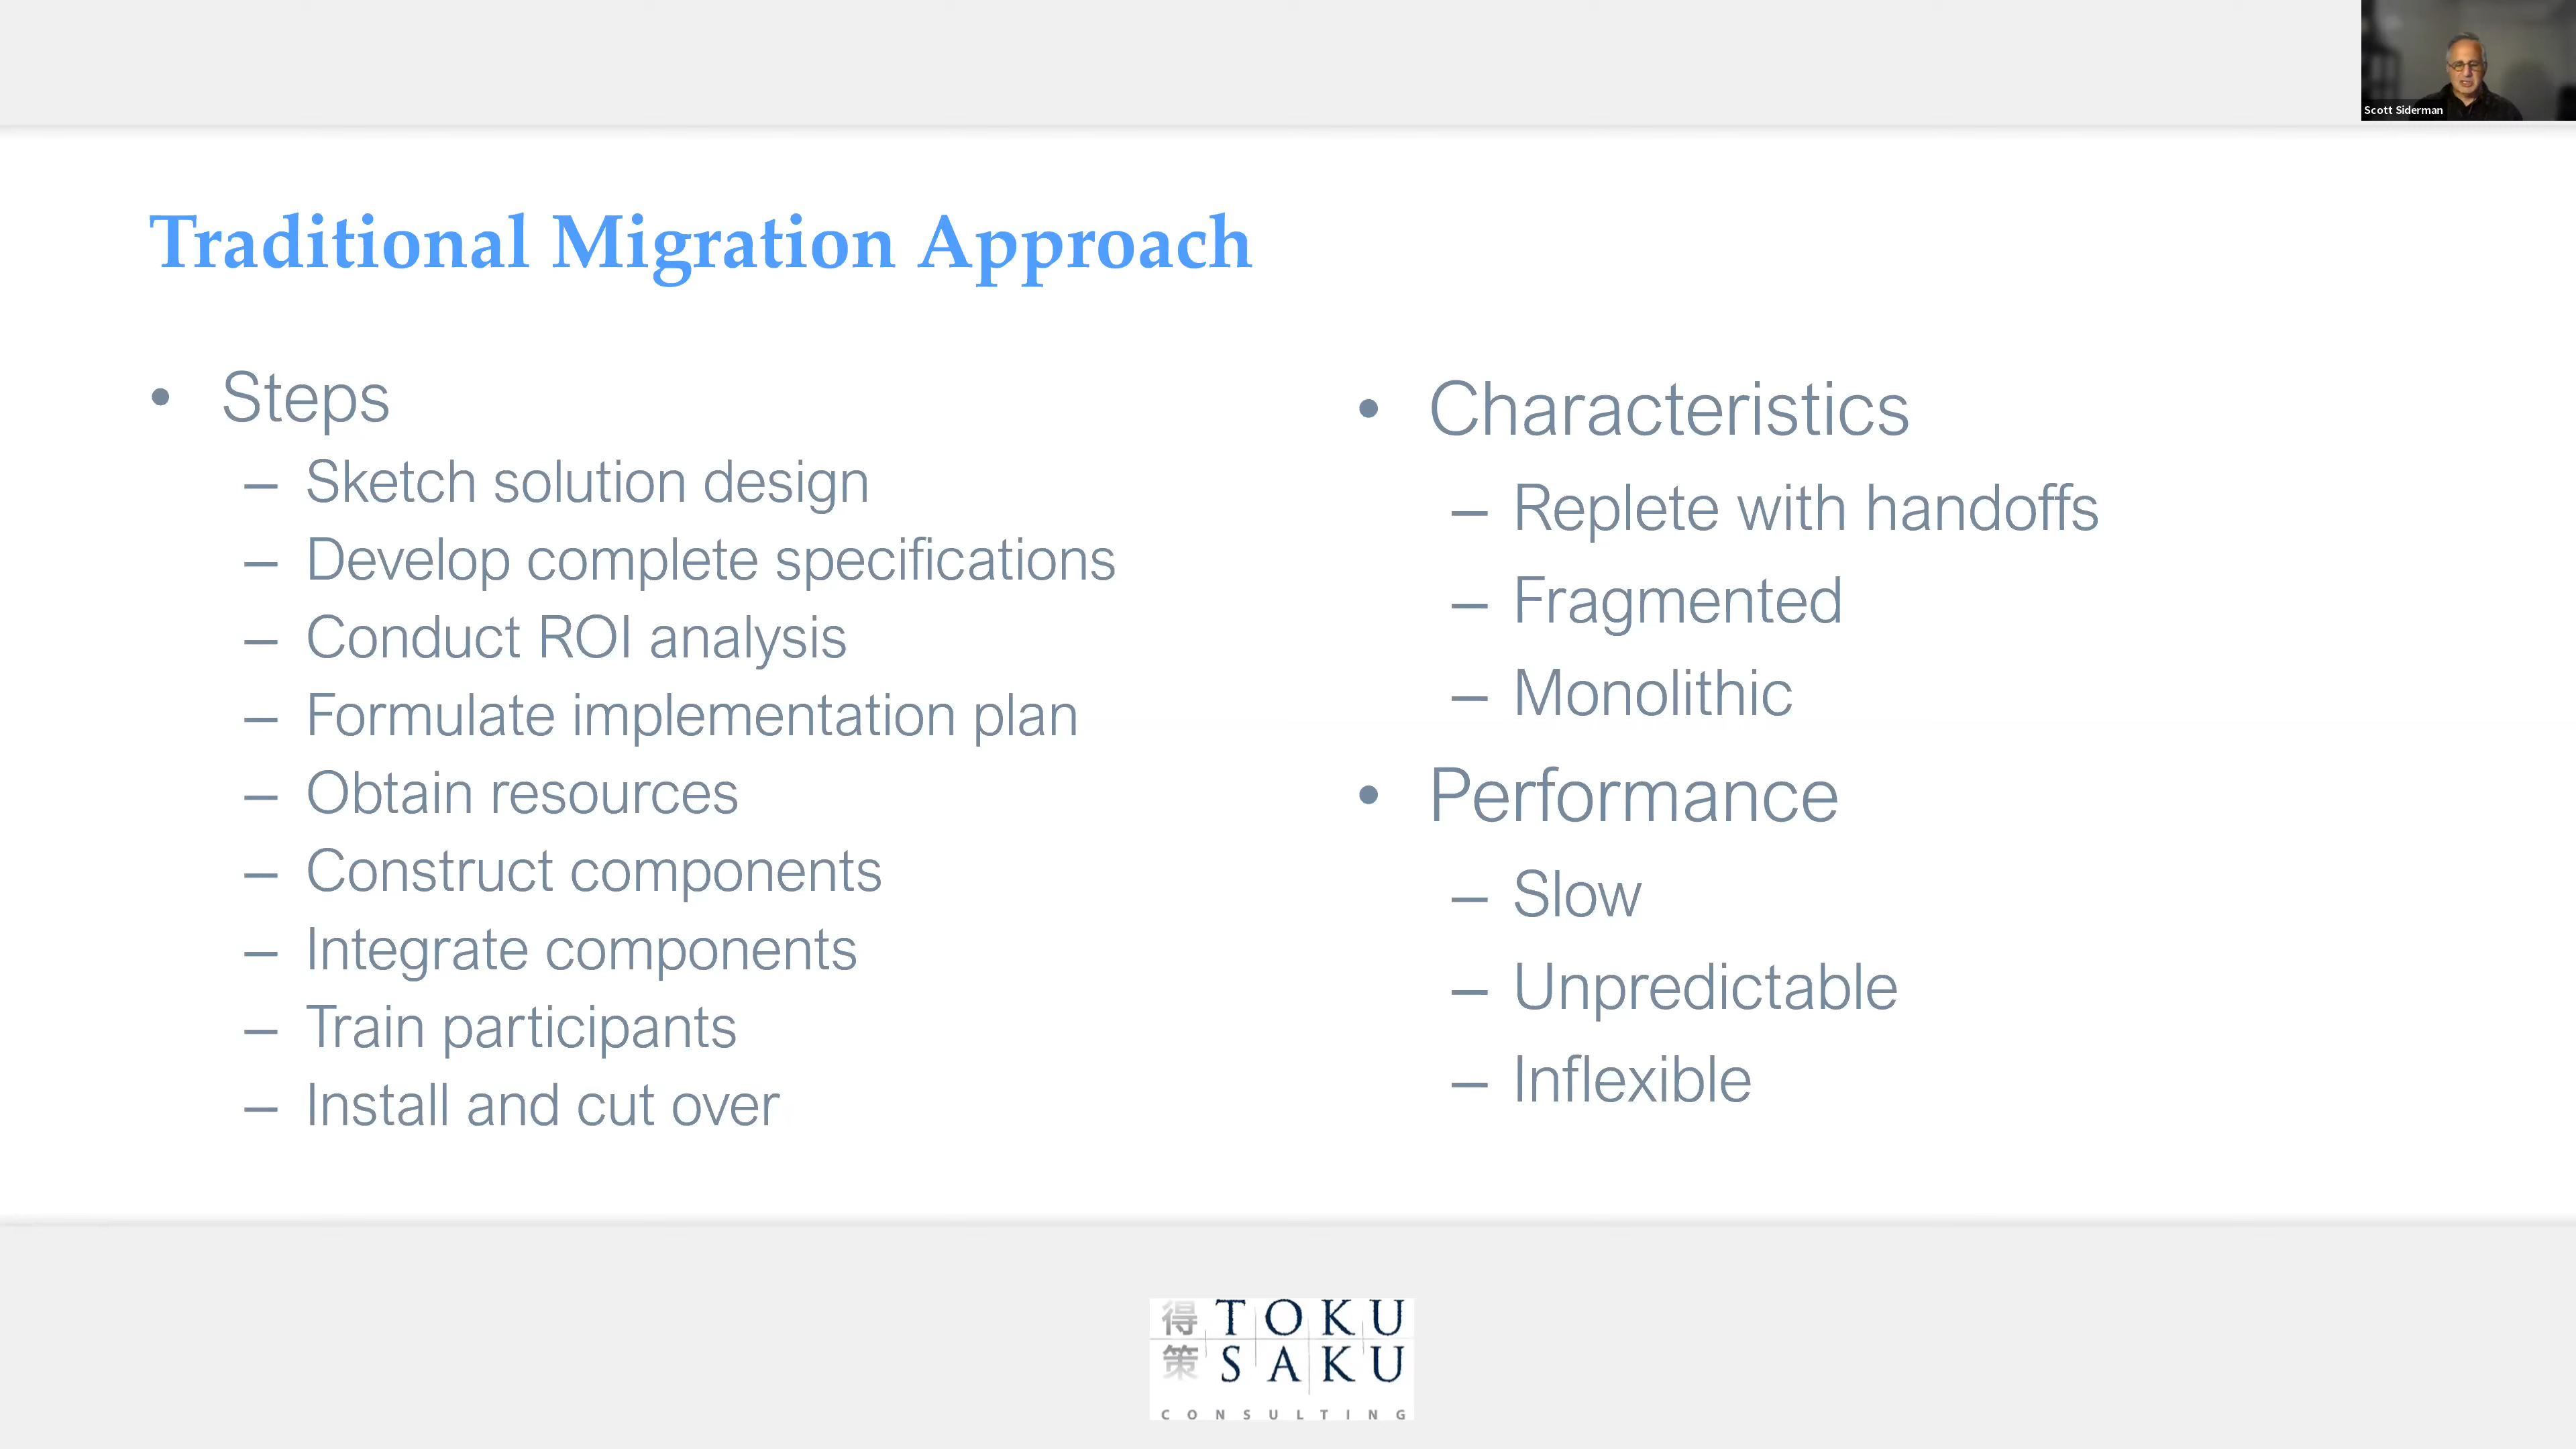 Scott Siderman
Traditional Migration Approach
• Steps
– Sketch solution design
– Develop complete specifications
– Conduct ROI analysis
– Formulate implementation plan
– Obtain resources
– Construct components
– Integrate components
– Train participants
– Install and cut over
• Characteristics
– Replete with handoffs
– Fragmented
– Monolithic
• Performance
– Slow
– Unpredictable
– Inflexible
得 TOKU
策 SAKU
CONSULTING